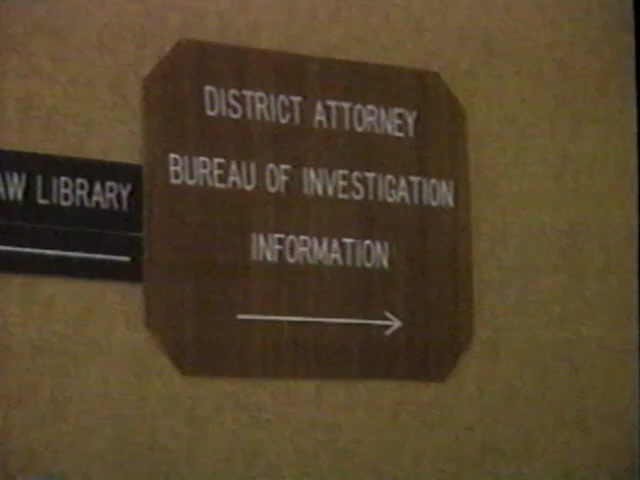 DISTRICT ATTORNEY
BUREAU OF INVESTIGATION
INFORMATION
AW LIBRARY